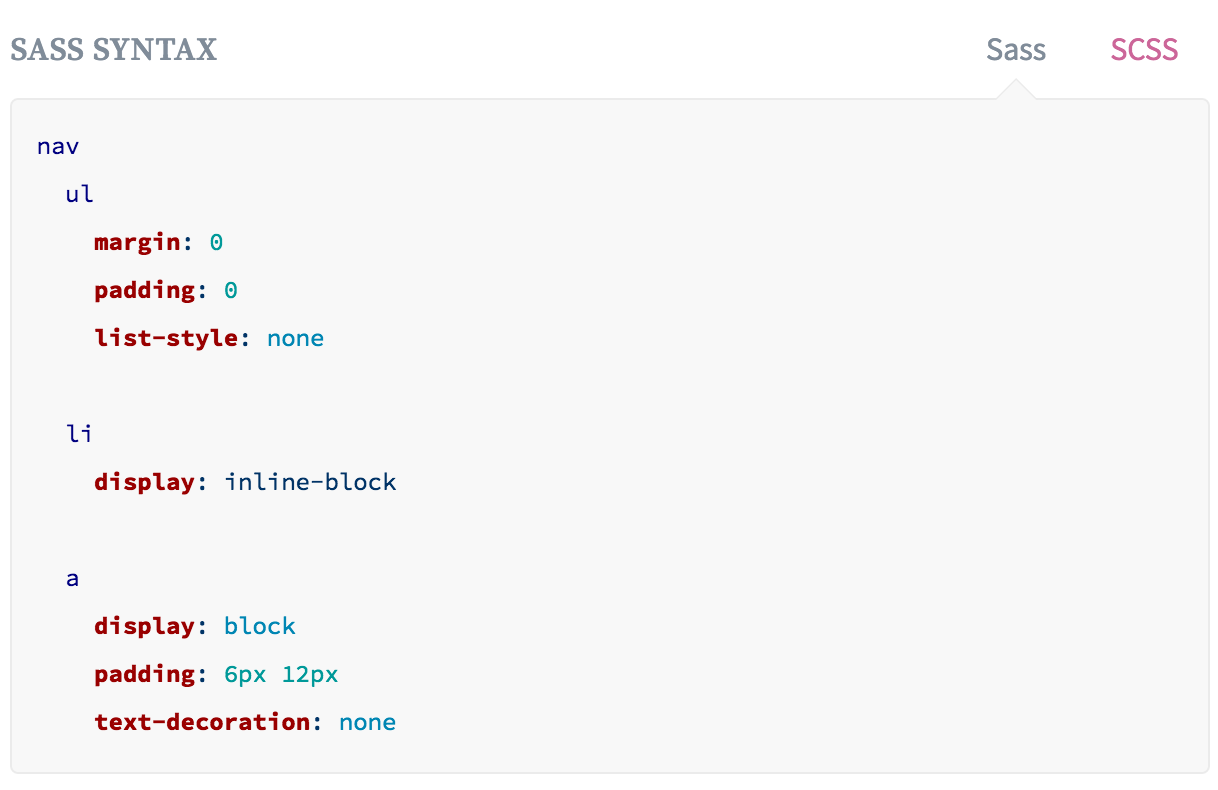 SASS SYNTAX Sass SCSS
nav
  ul
    margin: 0
    padding: 0
    list-style: none
  li
    display: inline-block
  a
    display: block
    padding: 6px 12px
    text-decoration: none